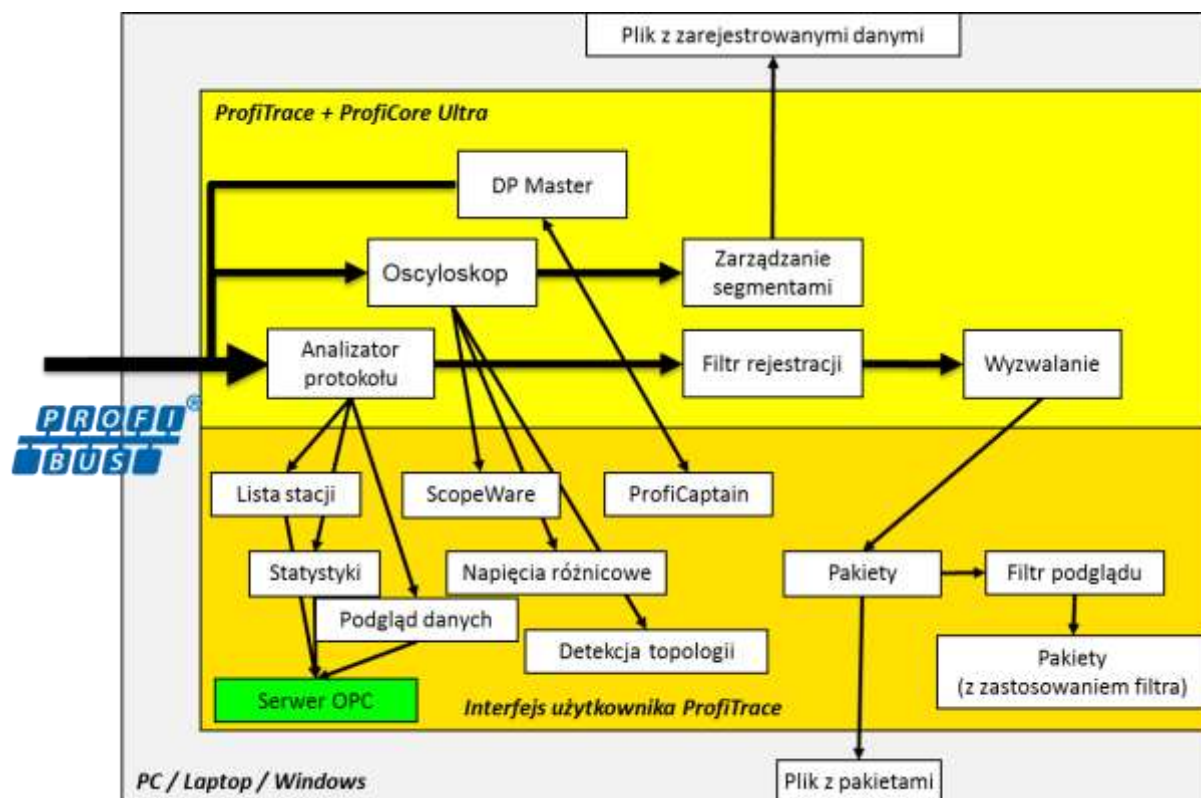 Plik z zarejestrowanymi danymi
ProfiTrace + ProfiCore Ultra
DP Master
Oscyloskop
Zarządzanie
segmentami
Analizator
protokołu
Filtr rejestracji
Wyzwalanie
PROFI
BUS
®
Lista stacji
ScopeWare
ProfiCaptain
Statystyki
Napięcia różnicowe
Pakiety
Filtr podglądu
Podgląd danych
Detekcja topologii
Pakiety
(z zastosowaniem filtra)
Serwer OPC
Interfejs użytkownika ProfiTrace
PC / Laptop / Windows
Plik z pakietami